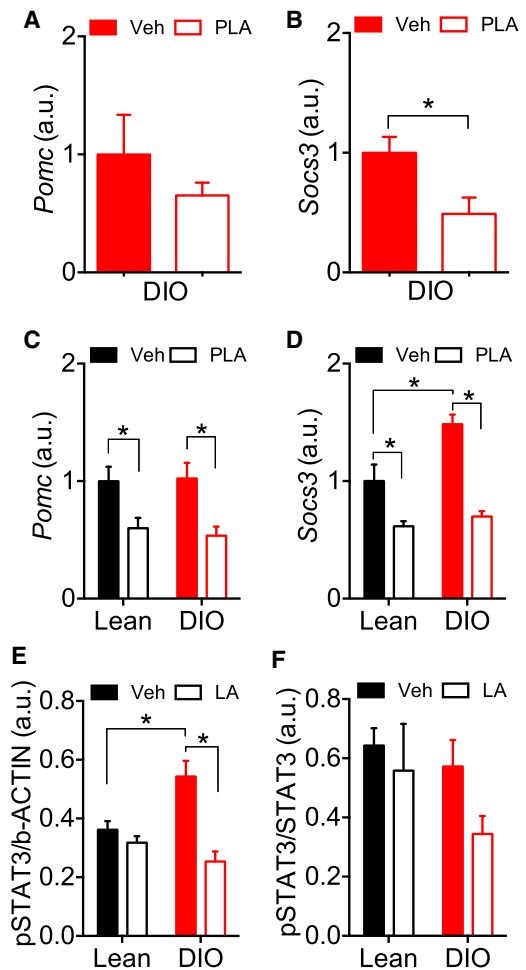 A
Veh PLA
2
1
0
Pomc (a.u.)
DIO
B
Veh PLA
2
1
0
Socs3 (a.u.)
*
DIO
C
Veh PLA
2
1
0
Pomc (a.u.)
* *
Lean DIO
D
Veh PLA
2
1
0
Socs3 (a.u.)
* * *
Lean DIO
E
Veh LA
0.8
0.6
0.4
0.2
0.0
pSTAT3/b-ACTIN (a.u.)
* *
Lean DIO
F
Veh LA
0.8
0.6
0.4
0.2
0.0
pSTAT3/STAT3 (a.u.)
Lean DIO